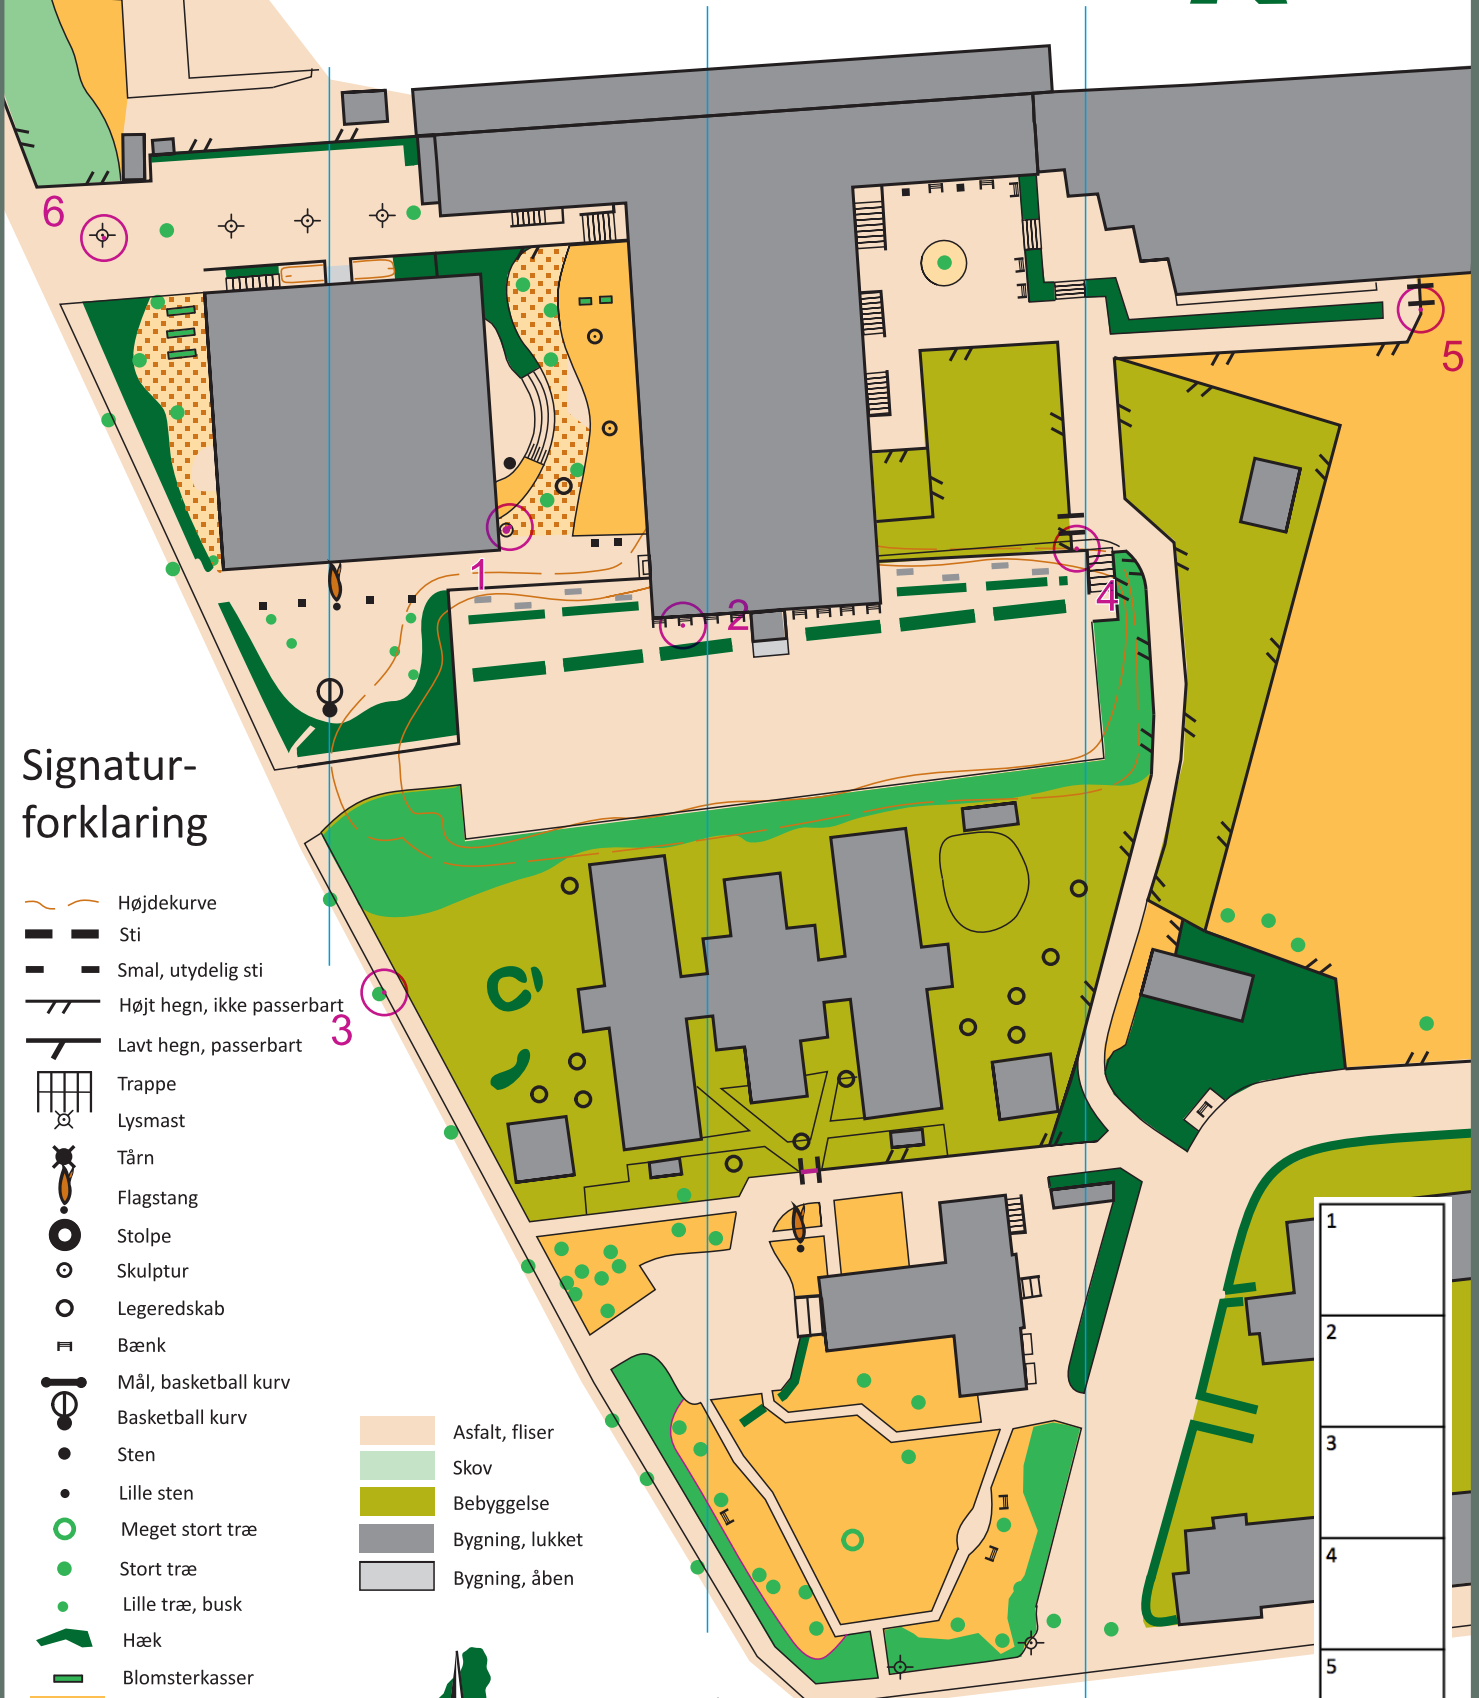 6
5
1
2
4
Signatur-
forklaring
Højdekurve
Sti
Smal, utydelig sti
Højt hegn, ikke passerbart
3
Lavt hegn, passerbart
Trappe
Lysmast
Tårn
Flagstang
Stolpe
Skulptur
Legeredskab
Bænk
Mål, basketball kurv
Basketball kurv
Sten
Lille sten
Meget stort træ
Stort træ
Lille træ, busk
Hæk
Blomsterkasser
Asfalt, fliser
Skov
Bebyggelse
Bygning, lukket
Bygning, åben
1
2
3
4
5